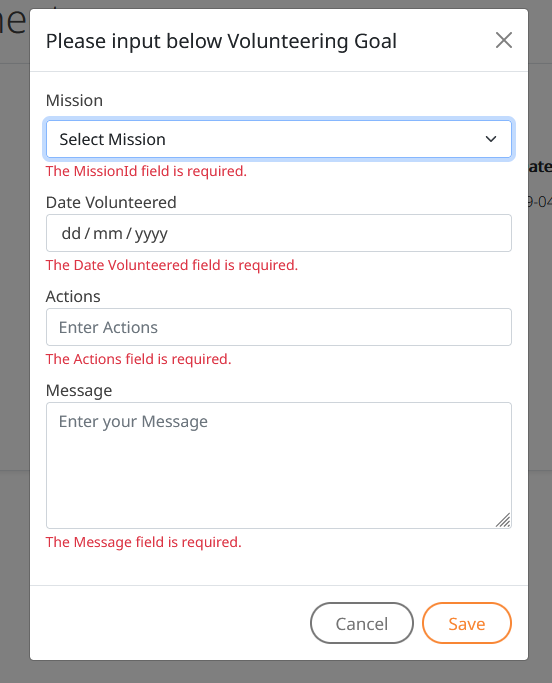 Please input below Volunteering Goal
Mission
Select Mission
The MissionId field is required.
Date Volunteered
dd/mm/yyyy
The Date Volunteered field is required.
Actions
Enter Actions
The Actions field is required.
Message
Enter your Message
The Message field is required.
Cancel
Save